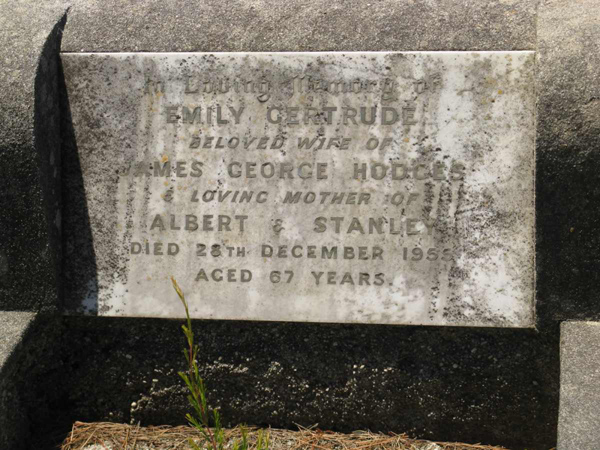 In Loving Memory of
EMILY GERTRUDE
BELOVED WIFE OF
JAMES GEORGE HODGES
& LOVING MOTHER OF
ALBERT & STANLEY
DIED 28TH DECEMBER
AGED 67 YEARS.